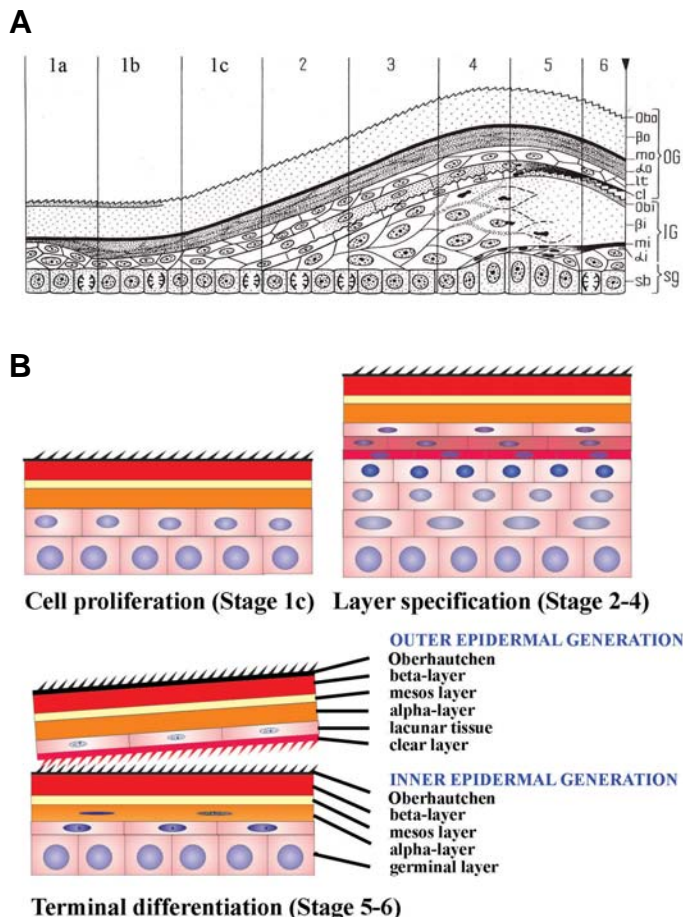 A
1a 1b 1c 2 3 4 5 6
Obo
βo
mo
αo
lt
cl
OG
Obi
βi
mi
αi
IG
sb
sg
B
Cell proliferation (Stage 1c)
Layer specification (Stage 2-4)
OUTER EPIDERMAL GENERATION
Oberhautchen
beta-layer
mesos layer
alpha-layer
lacunar tissue
clear layer
INNER EPIDERMAL GENERATION
Oberhautchen
beta-layer
mesos layer
alpha-layer
germinal layer
Terminal differentiation (Stage 5-6)